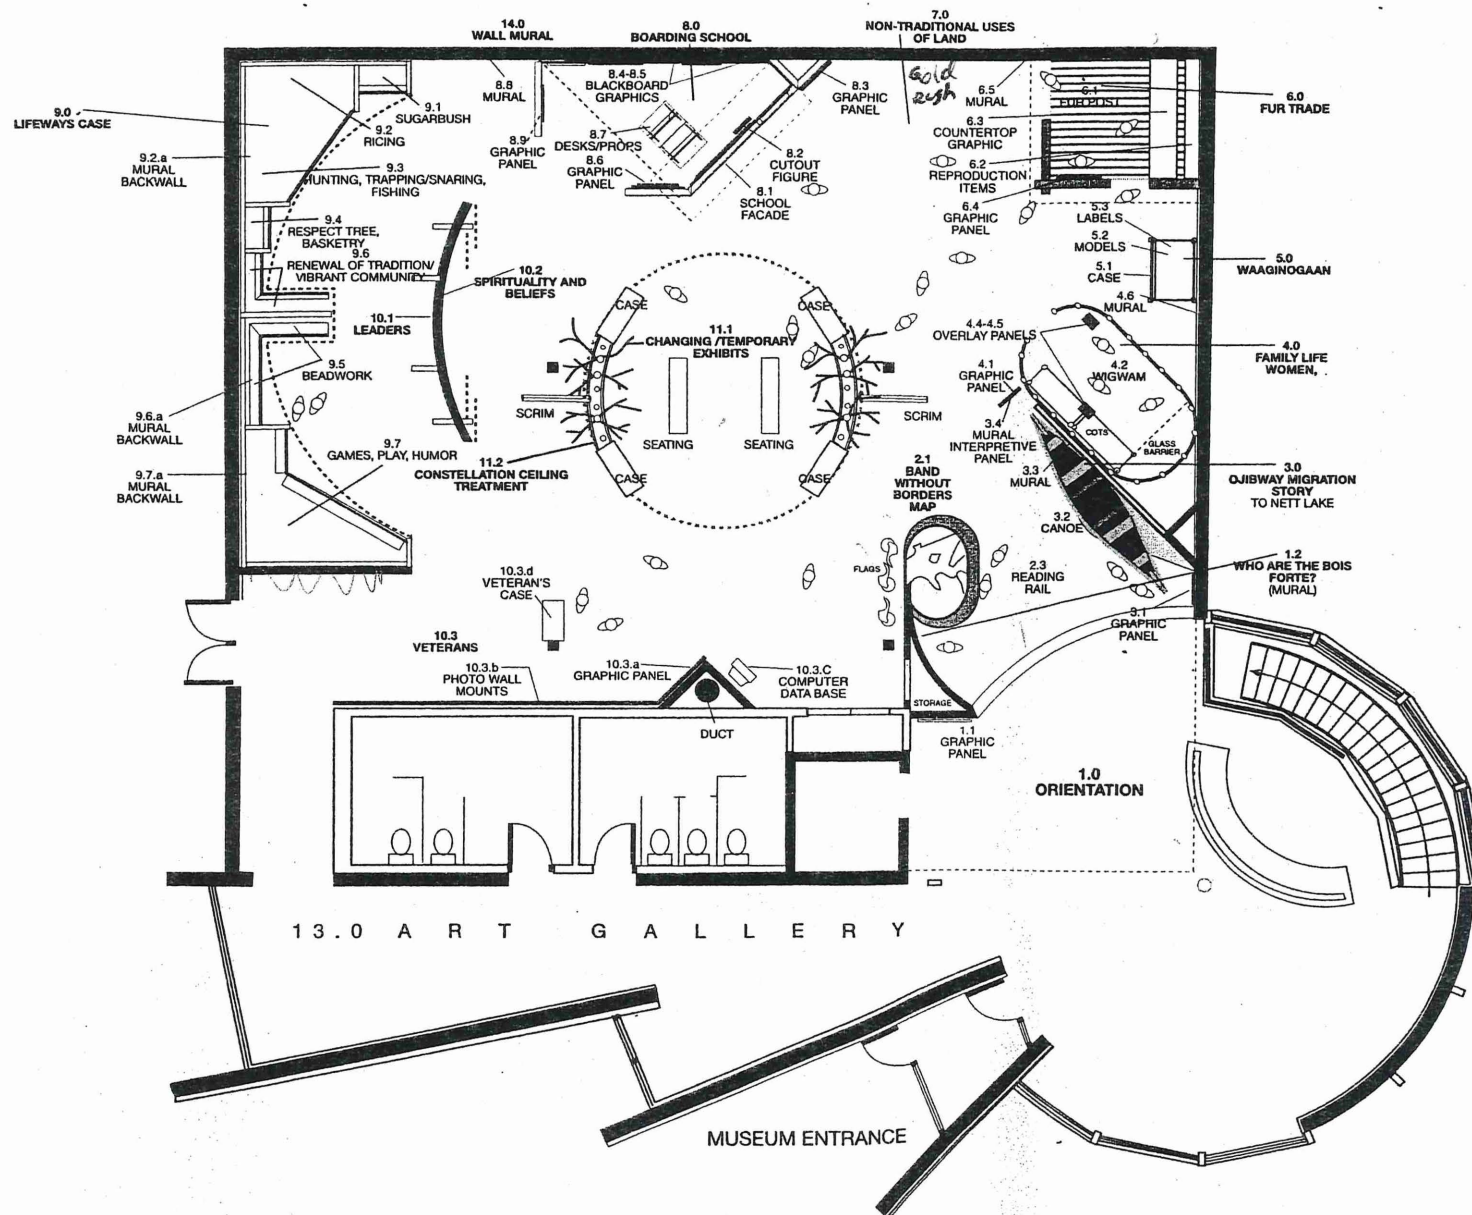 14.0
WALL MURAL
8.0
BOARDING SCHOOL
7.0
NON-TRADITIONAL USES
OF LAND
Gold
Rush
9.0
LIFEWAYS CASE
9.1
SUGARBUSH
9.2
RICING
9.2.a
MURAL
BACKWALL
9.3
HUNTING, TRAPPING/SNARING,
FISHING
9.4
RESPECT TREE,
BASKETRY
9.6
RENEWAL OF TRADITION/
VIBRANT COMMUNITY
9.5
BEADWORK
9.6.a
MURAL
BACKWALL
9.7
GAMES, PLAY, HUMOR
9.7.a
MURAL
BACKWALL
8.8
MURAL
8.9
GRAPHIC
PANEL
8.4-8.5
BLACKBOARD
GRAPHICS
8.7
DESKS/PROPS
8.6
GRAPHIC
PANEL
8.3
GRAPHIC
PANEL
8.2
CUTOUT
FIGURE
8.1
SCHOOL
FACADE
6.5
MURAL
6.1
FUR POST
6.0
FUR TRADE
6.3
COUNTERTOP
GRAPHIC
6.2
REPRODUCTION
ITEMS
6.4
GRAPHIC
PANEL
5.3
LABELS
5.2
MODELS
5.1
CASE
5.0
WAAGINOGAAN
4.6
MURAL
4.4-4.5
OVERLAY PANELS
4.0
FAMILY LIFE
WOMEN,
4.1
GRAPHIC
PANEL
4.2
WIGWAM
COTS
GLASS
BARRIER
3.4
MURAL
INTERPRETIVE
PANEL
3.3
MURAL
3.2
CANOE
3.0
OJIBWAY MIGRATION
STORY
TO NETT LAKE
3.1
GRAPHIC
PANEL
10.2
SPIRITUALITY AND
BELIEFS
10.1
LEADERS
CASE
CASE
11.1
CHANGING/TEMPORARY
EXHIBITS
SCRIM
SEATING
SEATING
SCRIM
CASE
CASE
11.2
CONSTELLATION CEILING
TREATMENT
2.1
BAND
WITHOUT
BORDERS
MAP
FLAGS
2.3
READING
RAIL
1.2
WHO ARE THE BOIS
FORTE?
(MURAL)
10.3.d
VETERAN'S
CASE
10.3
VETERANS
10.3.b
PHOTO WALL
MOUNTS
10.3.a
GRAPHIC PANEL
10.3.C
COMPUTER
DATA BASE
DUCT
STORAGE
1.1
GRAPHIC
PANEL
1.0
ORIENTATION
13.0 ART GALLERY
MUSEUM ENTRANCE